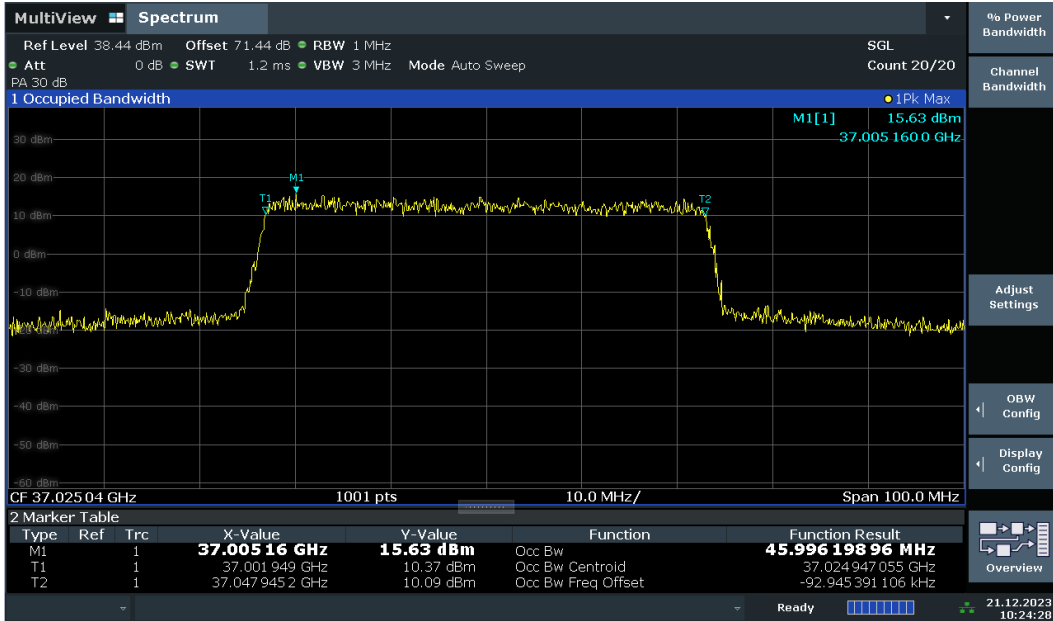 MultiView Spectrum
Ref Level 38.44 dBm Offset 71.44 dB RBW 1 MHz SGL
Att 0 dB SWT 1.2 ms VBW 3 MHz Mode Auto Sweep Count 20/20
PA 30 dB
1 Occupied Bandwidth 1Pk Max
M1[1] 15.63 dBm
37.005 160 0 GHz
30 dBm
20 dBm
M1
T1
T2
10 dBm
0 dBm
-10 dBm
-20 dBm
-30 dBm
-40 dBm
-50 dBm
-60 dBm
CF 37.025 04 GHz 1001 pts 10.0 MHz/ Span 100.0 MHz
2 Marker Table
Type Ref Trc X-Value Y-Value Function Function Result
M1 1 37.005 16 GHz 15.63 dBm Occ Bw 45.996 198 96 MHz
T1 1 37.001 949 GHz 10.37 dBm Occ Bw Centroid 37.024 947 055 GHz
T2 1 37.047 945 2 GHz 10.09 dBm Occ Bw Freq Offset -92.945 391 106 kHz
Ready
21.12.2023
10:24:28
% Power
Bandwidth
Channel
Bandwidth
Adjust
Settings
OBW
Config
Display
Config
Overview